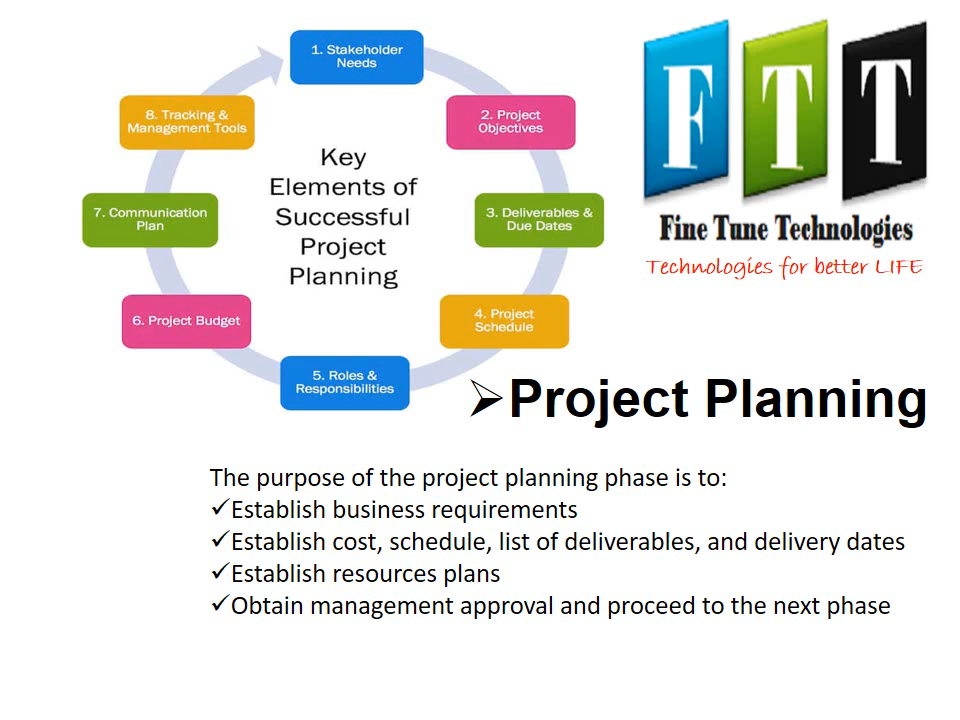 1. Stakeholder
Needs
2. Project
Objectives
3. Deliverables &
Due Dates
4. Project
Schedule
5. Roles &
Responsibilities
6. Project Budget
7. Communication
Plan
8. Tracking &
Management Tools
Key
Elements of
Successful
Project
Planning
F T T
Fine Tune Technologies
Technologies for better LIFE
➢Project Planning
The purpose of the project planning phase is to:
✓Establish business requirements
✓Establish cost, schedule, list of deliverables, and delivery dates
✓Establish resources plans
✓Obtain management approval and proceed to the next phase